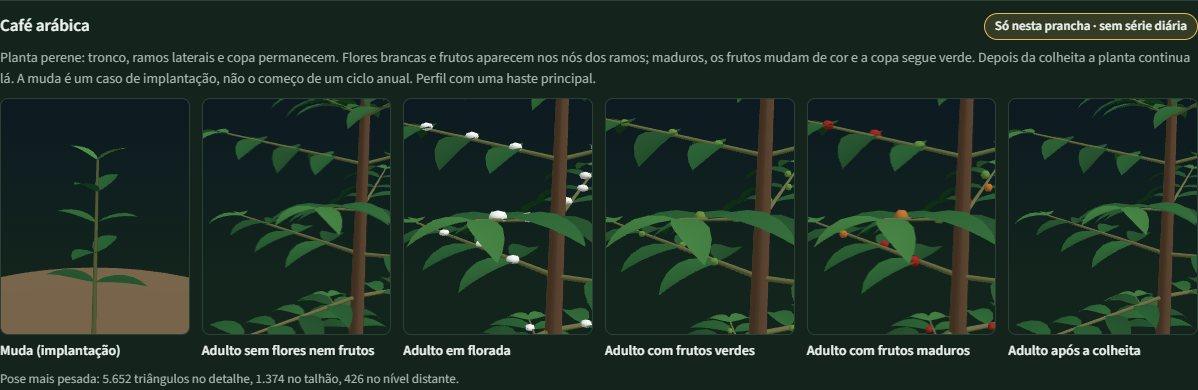 Café arábica
Só nesta prancha · sem série diária
Planta perene: tronco, ramos laterais e copa permanecem. Flores brancas e frutos aparecem nos nós dos ramos; maduros, os frutos mudam de cor e a copa segue verde. Depois da colheita a planta continua
lá. A muda é um caso de implantação, não o começo de um ciclo anual. Perfil com uma haste principal.
Muda (implantação)
Adulto sem flores nem frutos
Adulto em florada
Adulto com frutos verdes
Adulto com frutos maduros
Adulto após a colheita
Pose mais pesada: 5.652 triângulos no detalhe, 1.374 no talhão, 426 no nível distante.